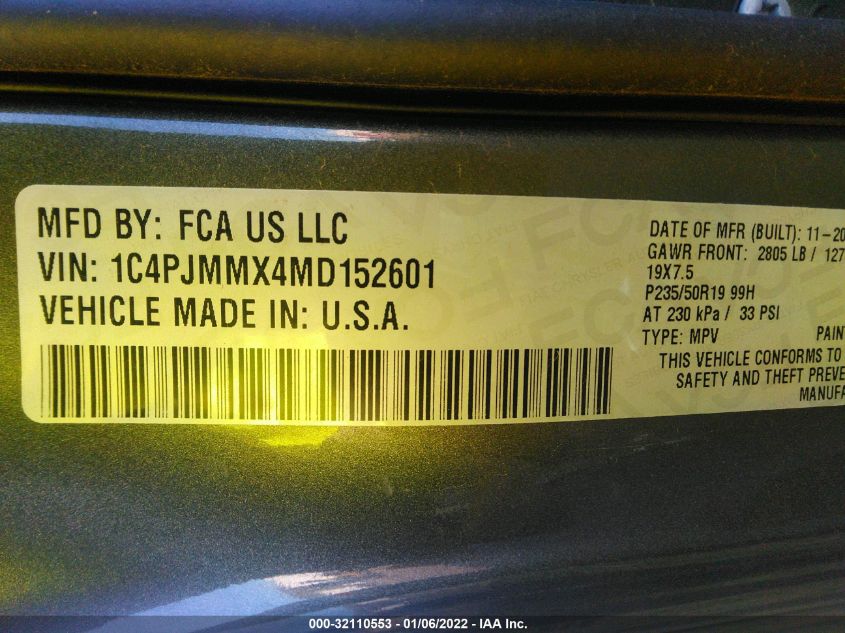 MFD BY: FCA US LLC
VIN: 1C4PJMMX4MD152601
VEHICLE MADE IN: U.S.A.
DATE OF MFR (BUILT): 11-20
GAWR FRONT: 2805 LB / 127
19X7.5
P235/50R19 99H
AT 230 kPa / 33 PSI
TYPE: MPV PAIN
THIS VEHICLE CONFORMS TO
SAFETY AND THEFT PREVE
MANUFA
000-32110553 - 01/06/2022 - IAA Inc.